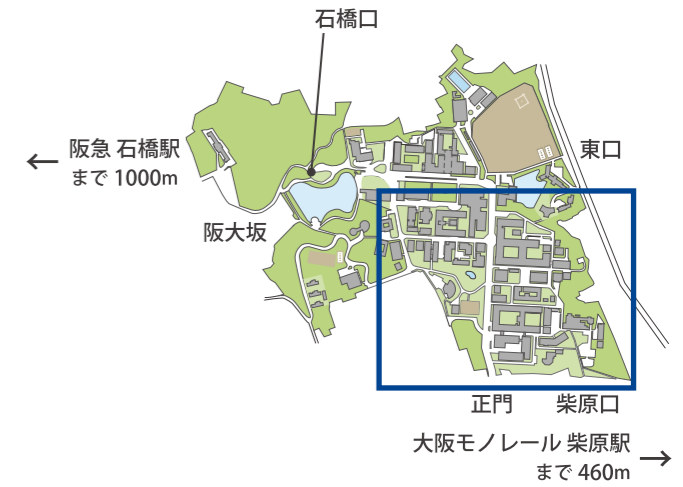 石橋口
阪急 石橋駅
まで 1000m
東口
阪大坂
正門
柴原口
大阪モノレール 柴原駅
まで 460m